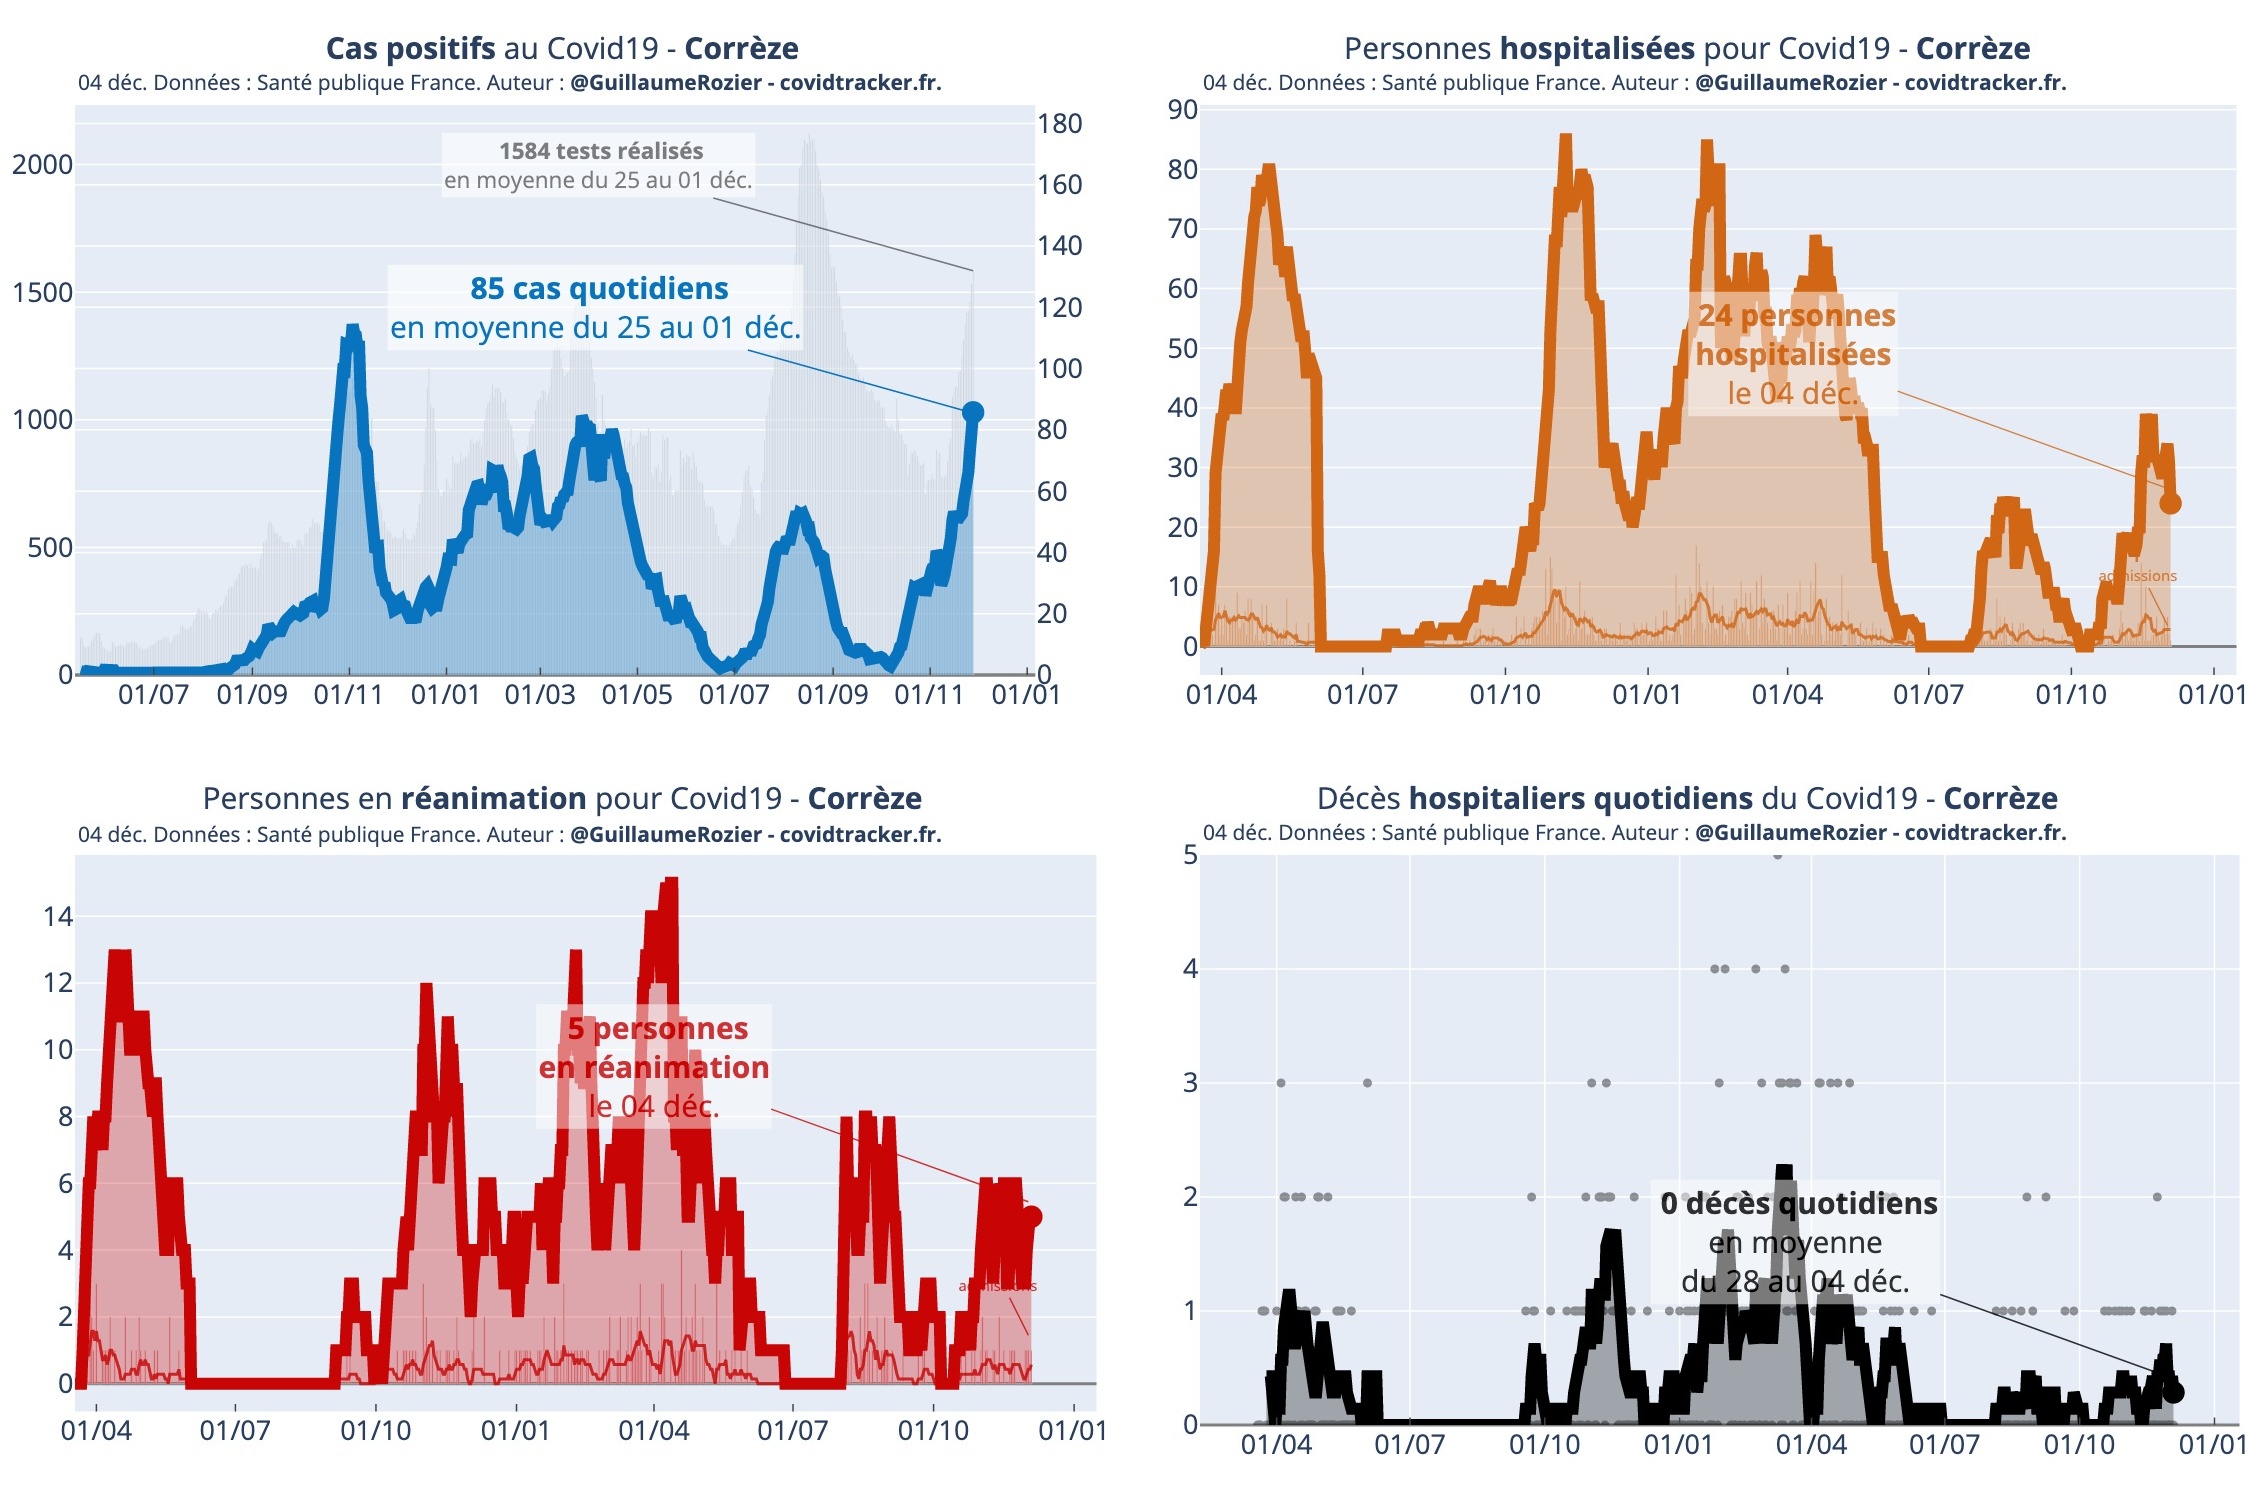 Cas positifs au Covid19 - Corrèze
04 déc. Données : Santé publique France. Auteur : @GuillaumeRozier - covidtracker.fr.
2000
1500
1000
500
0
180
160
140
120
100
80
60
40
20
0
1584 tests réalisés
en moyenne du 25 au 01 déc.
85 cas quotidiens
en moyenne du 25 au 01 déc.
01/07 01/09 01/11 01/01 01/03 01/05 01/07 01/09 01/11 01/01
Personnes hospitalisées pour Covid19 - Corrèze
04 déc. Données : Santé publique France. Auteur : @GuillaumeRozier - covidtracker.fr.
90
80
70
60
50
40
30
20
10
0
24 personnes
hospitalisées
le 04 déc.
admissions
01/04 01/07 01/10 01/01 01/04 01/07 01/10 01/01
Personnes en réanimation pour Covid19 - Corrèze
04 déc. Données : Santé publique France. Auteur : @GuillaumeRozier - covidtracker.fr.
14
12
10
8
6
4
2
0
5 personnes
en réanimation
le 04 déc.
admissions
01/04 01/07 01/10 01/01 01/04 01/07 01/10 01/01
Décès hospitaliers quotidiens du Covid19 - Corrèze
04 déc. Données : Santé publique France. Auteur : @GuillaumeRozier - covidtracker.fr.
5
4
3
2
1
0
0 décès quotidiens
en moyenne
du 28 au 04 déc.
01/04 01/07 01/10 01/01 01/04 01/07 01/10 01/01